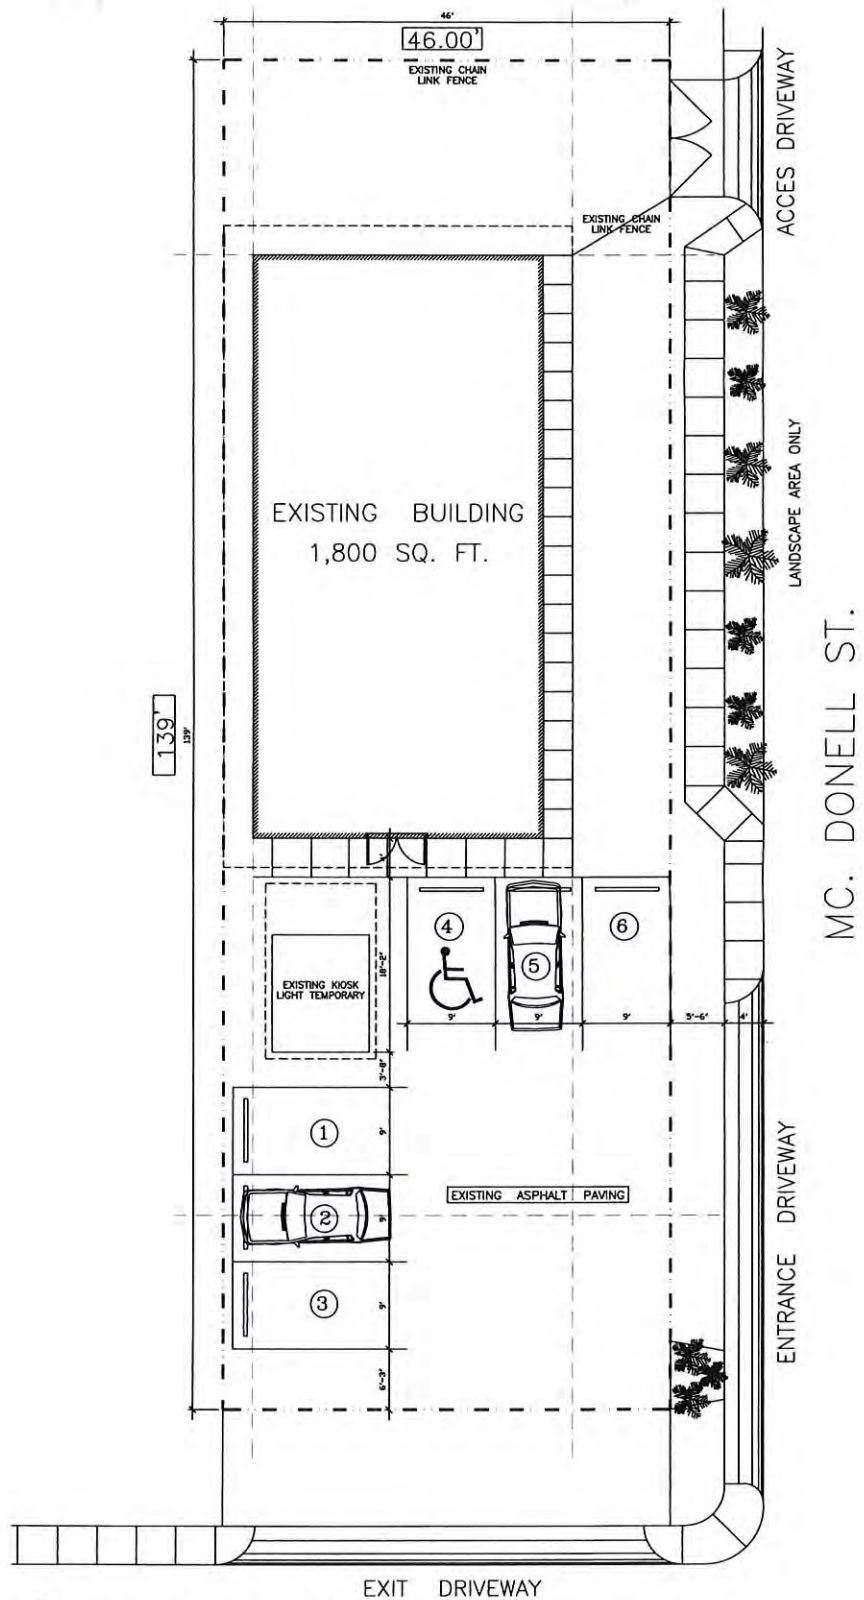 46'
46.00'
EXISTING CHAIN
LINK FENCE
ACCES DRIVEWAY
EXISTING CHAIN
LINK FENCE
EXISTING BUILDING
1,800 SQ. FT.
LANDSCAPE AREA ONLY
139'
139'
MC. DONELL ST.
4
5
6
EXISTING KIOSK
LIGHT TEMPORARY
18'-2"
9'
9'
9'
5'-6"
4'
3'-8"
1
9'
2
9'
EXISTING ASPHALT PAVING
3
9'
6'-3"
ENTRANCE DRIVEWAY
EXIT DRIVEWAY